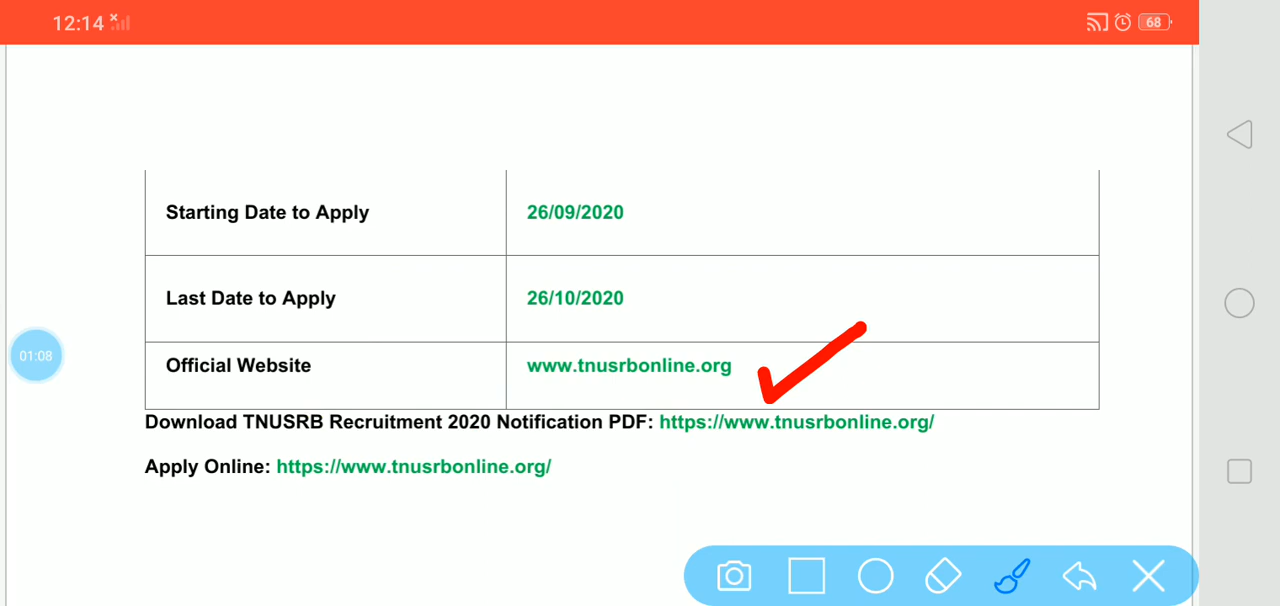 12:14
68
Starting Date to Apply 26/09/2020
Last Date to Apply 26/10/2020
01:08
Official Website www.tnusrbonline.org
Download TNUSRB Recruitment 2020 Notification PDF: https://www.tnusrbonline.org/
Apply Online: https://www.tnusrbonline.org/